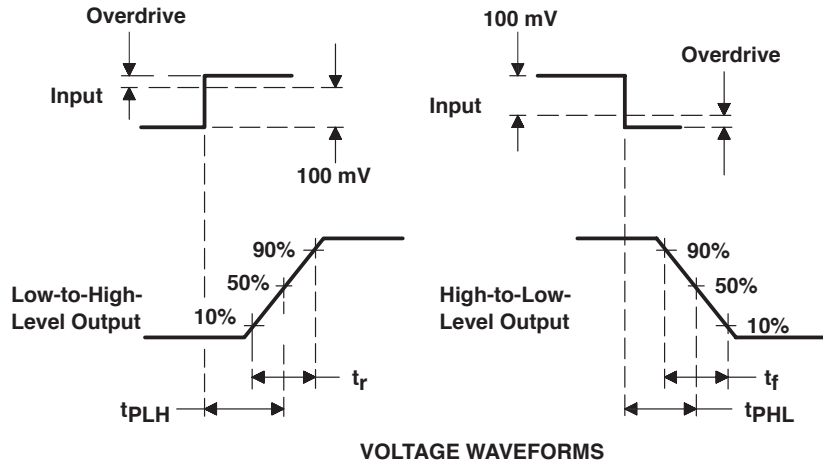 Overdrive
Input
100 mV
100 mV
Overdrive
Input
90%
50%
10%
Low-to-High-
Level Output
tr
tPLH
90%
50%
10%
High-to-Low-
Level Output
tf
tPHL
VOLTAGE WAVEFORMS